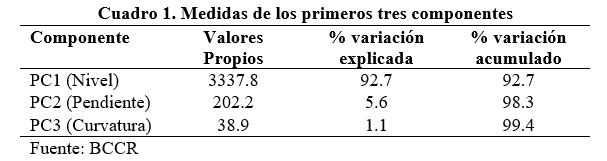 Cuadro 1. Medidas de los primeros tres componentes
Componente Valores Propios % variación explicada % variación acumulado
PC1 (Nivel) 3337.8 92.7 92.7
PC2 (Pendiente) 202.2 5.6 98.3
PC3 (Curvatura) 38.9 1.1 99.4
Fuente: BCCR